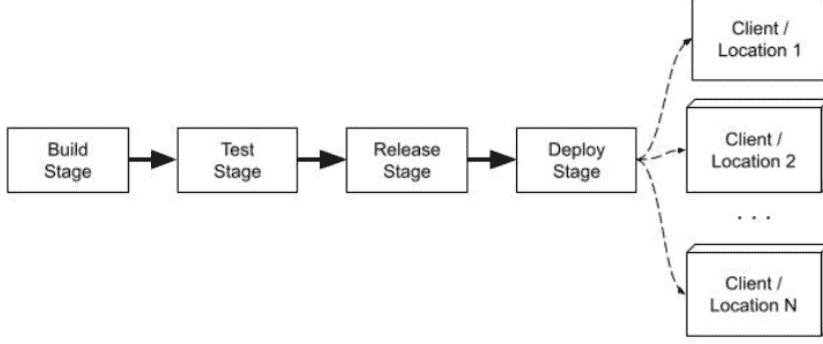 Build
Stage
Test
Stage
Release
Stage
Deploy
Stage
Client /
Location 1
Client /
Location 2
. . .
Client /
Location N